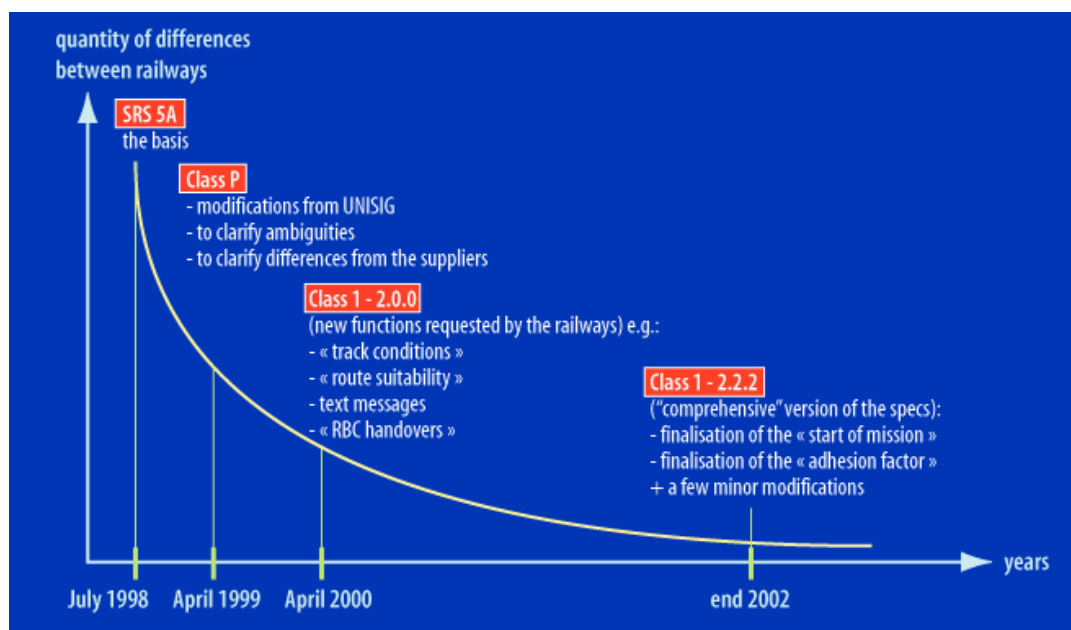 quantity of differences
between railways
SRS 5A
the basis
Class P
- modifications from UNISIG
- to clarify ambiguities
- to clarify differences from the suppliers
Class 1 - 2.0.0
(new functions requested by the railways) e.g.:
- « track conditions »
- « route suitability »
- text messages
- « RBC handovers »
Class 1 - 2.2.2
(“comprehensive” version of the specs):
- finalisation of the « start of mission »
- finalisation of the « adhesion factor »
+ a few minor modifications
years
July 1998
April 1999
April 2000
end 2002